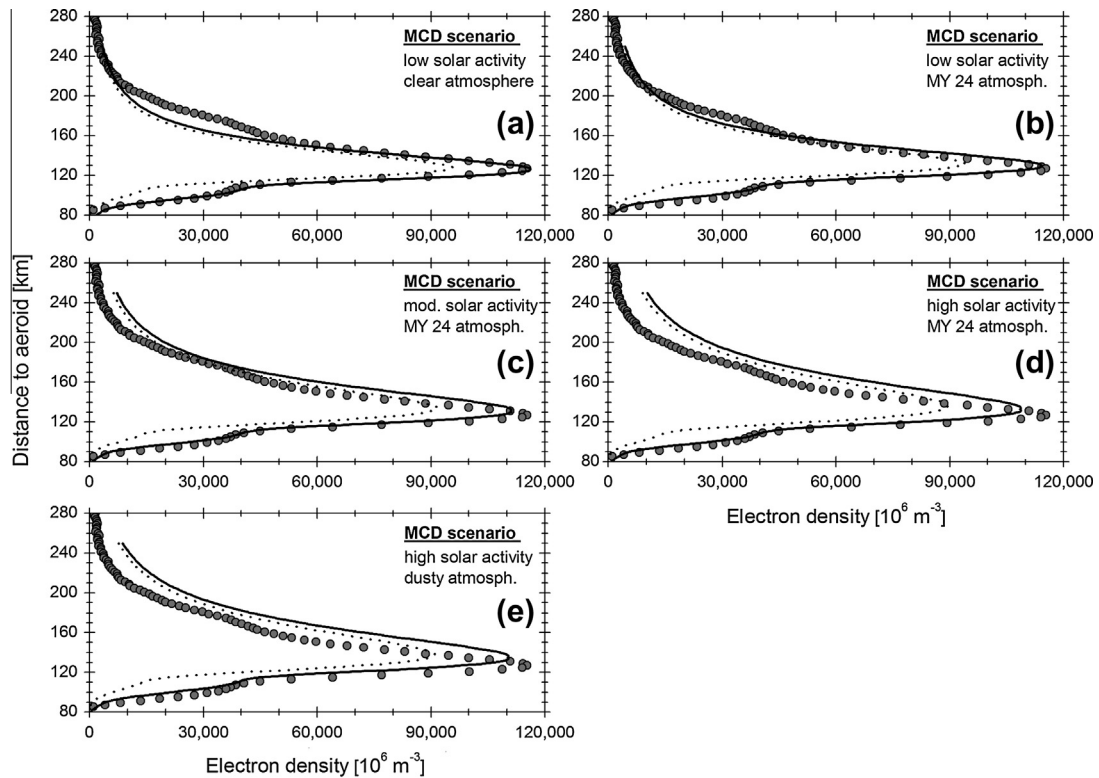 280
240
200
160
120
80
MCD scenario
low solar activity
clear atmosphere
(a)
0 30,000 60,000 90,000 120,000
280
240
200
160
120
80
MCD scenario
low solar activity
MY 24 atmosph.
(b)
0 30,000 60,000 90,000 120,000
Distance to aeroid [km]
280
240
200
160
120
80
MCD scenario
mod. solar activity
MY 24 atmosph.
(c)
0 30,000 60,000 90,000 120,000
280
240
200
160
120
80
MCD scenario
high solar activity
MY 24 atmosph.
(d)
0 30,000 60,000 90,000 120,000
Electron density [10⁶ m⁻³]
280
240
200
160
120
80
MCD scenario
high solar activity
dusty atmosph.
(e)
0 30,000 60,000 90,000 120,000
Electron density [10⁶ m⁻³]